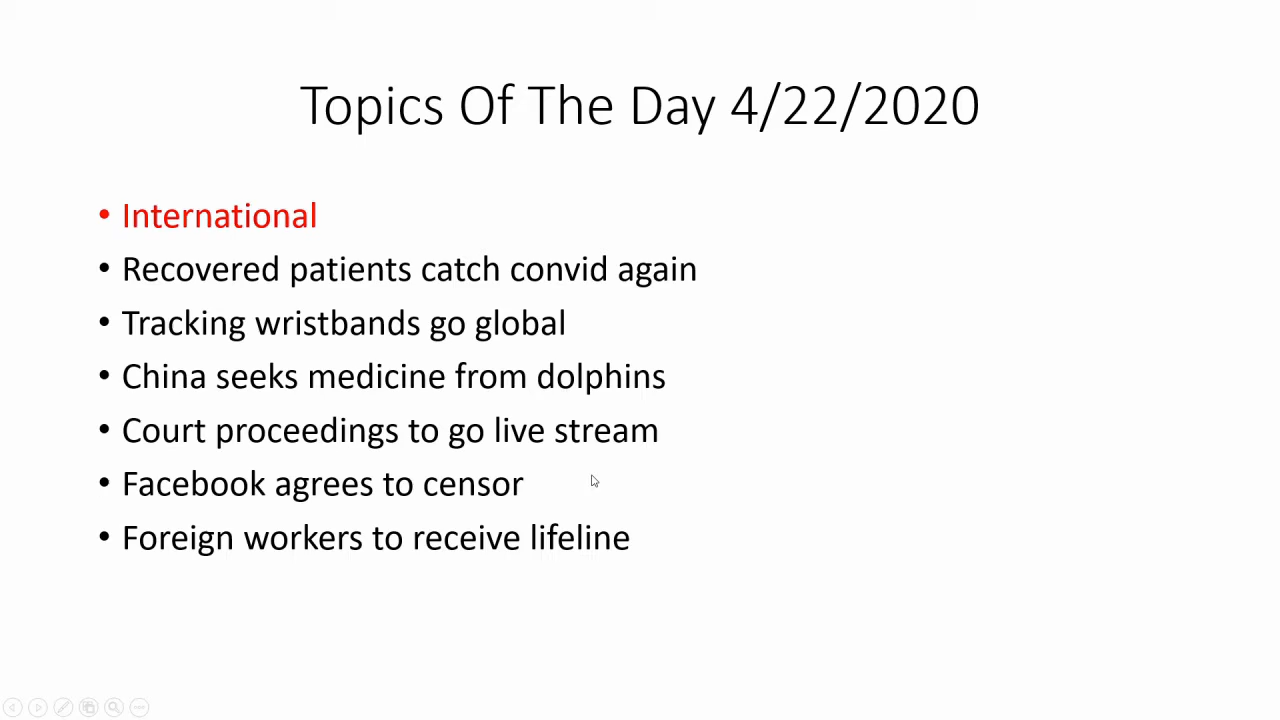 Topics Of The Day 4/22/2020
• International
• Recovered patients catch convid again
• Tracking wristbands go global
• China seeks medicine from dolphins
• Court proceedings to go live stream
• Facebook agrees to censor
• Foreign workers to receive lifeline